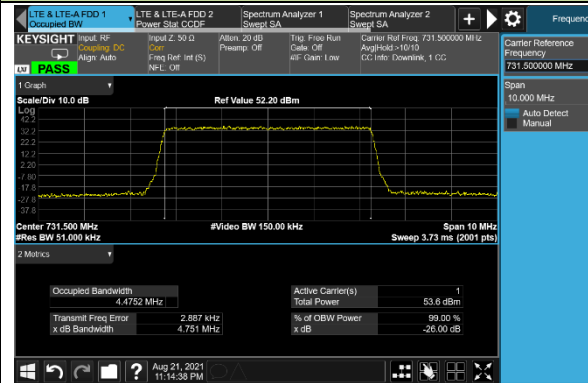 LTE & LTE-A FDD 1
Occupied BW
LTE & LTE-A FDD 2
Power Stat CCDF
Spectrum Analyzer 1
Swept SA
Spectrum Analyzer 2
Swept SA
Frequenc
KEYSIGHT
Input: RF
Coupling: DC
Align: Auto
Input Z: 50 Ω
Corr
Freq Ref: Int (S)
NFE: Off
Atten: 20 dB
Preamp: Off
Trig: Free Run
Gate: Off
#IF Gain: Low
Carrier Ref Freq: 731.500000 MHz
Avg|Hold:>10/10
CC Info: Downlink, 1 CC
LXI
PASS
Carrier Reference
Frequency
731.500000 MHz
Span
10.000 MHz
Auto Detect
Manual
1 Graph
Scale/Div 10.0 dB
Ref Value 52.20 dBm
Log
42.2
32.2
22.2
12.2
2.20
-7.80
-17.8
-27.8
-37.8
Center 731.500 MHz
#Video BW 150.00 kHz
Span 10 MHz
#Res BW 51.000 kHz
Sweep 3.73 ms (2001 pts)
2 Metrics
Occupied Bandwidth
4.4752 MHz
Active Carrier(s) 1
Total Power 53.6 dBm
Transmit Freq Error 2.887 kHz
x dB Bandwidth 4.751 MHz
% of OBW Power 99.00 %
x dB -26.00 dB
?
Aug 21, 2021
11:14:38 PM